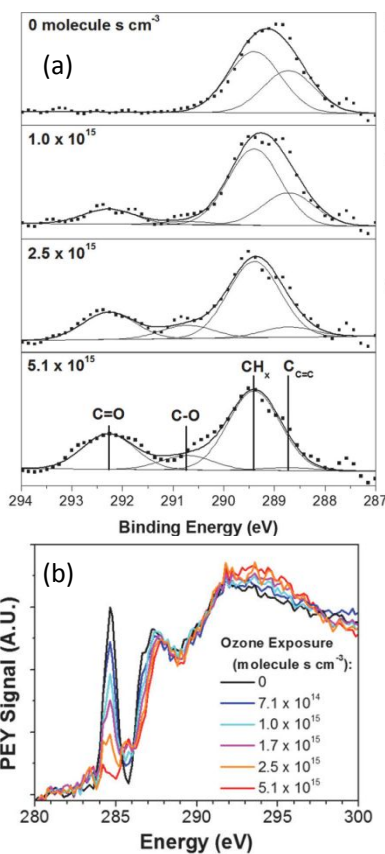 0 molecule s cm⁻³
(a)
1.0 x 10¹⁵
2.5 x 10¹⁵
5.1 x 10¹⁵
C=O
C-O
CHₓ
C C=C
294 293 292 291 290 289 288 287
Binding Energy (eV)
(b)
PEY Signal (A.U.)
Ozone Exposure
(molecule s cm⁻³):
0
7.1 x 10¹⁴
1.0 x 10¹⁵
1.7 x 10¹⁵
2.5 x 10¹⁵
5.1 x 10¹⁵
280 285 290 295 300
Energy (eV)